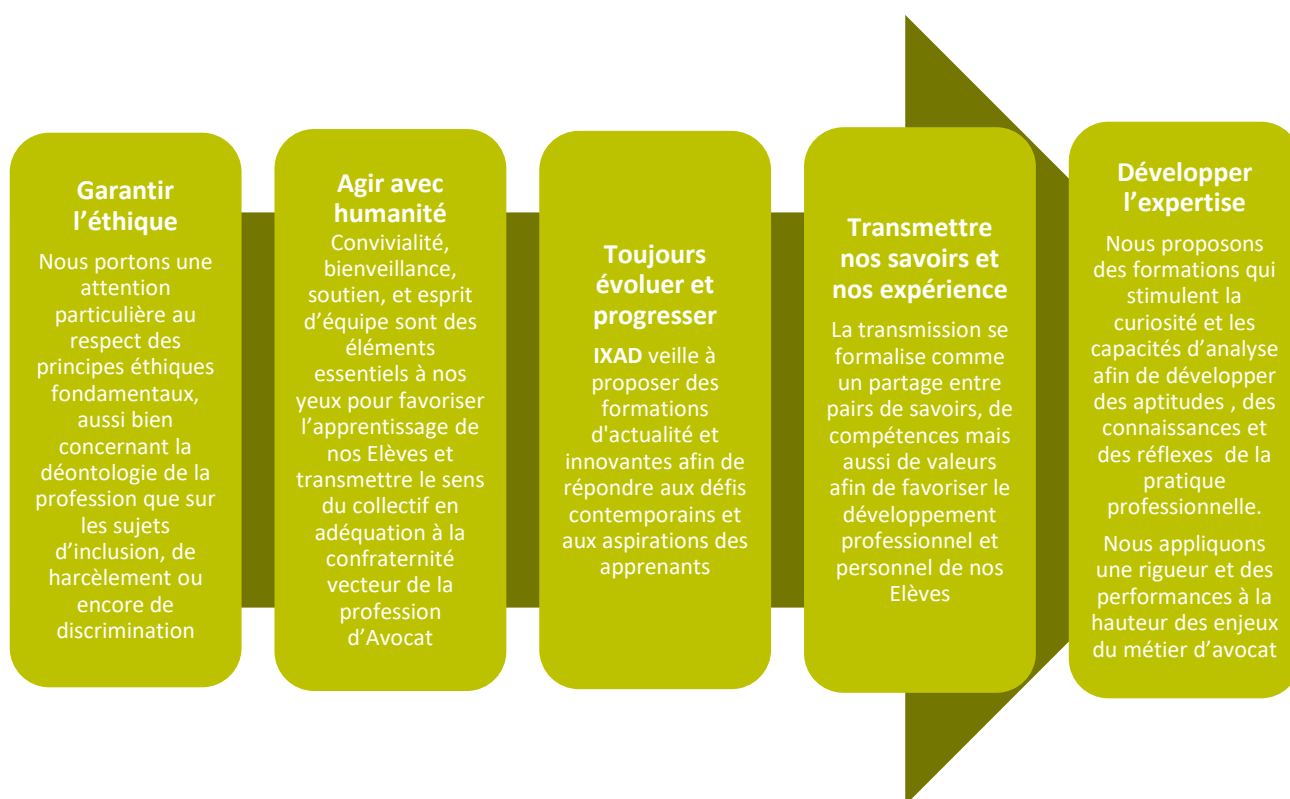 Garantir
l’éthique
Nous portons une
attention
particulière au
respect des
principes éthiques
fondamentaux,
aussi bien
concernant la
déontologie de la
profession que sur
les sujets
d’inclusion, de
harcèlement ou
encore de
discrimination
Agir avec
humanité
Convivialité,
bienveillance,
soutien, et esprit
d’équipe sont des
éléments
essentiels à nos
yeux pour favoriser
l’apprentissage de
nos Elèves et
transmettre le sens
du collectif en
adéquation à la
confraternité
vecteur de la
profession
d’Avocat
Toujours
évoluer et
progresser
IXAD veille à
proposer des
formations
d'actualité et
innovantes afin de
répondre aux défis
contemporains et
aux aspirations des
apprenants
Transmettre
nos savoirs et
nos expérience
La transmission se
formalise comme
un partage entre
pairs de savoirs, de
compétences mais
aussi de valeurs
afin de favoriser le
développement
professionnel et
personnel de nos
Elèves
Développer
l’expertise
Nous proposons
des formations qui
stimulent la
curiosité et les
capacités d’analyse
afin de développer
des aptitudes , des
connaissances et
des réflexes de la
pratique
professionnelle.
Nous appliquons
une rigueur et des
performances à la
hauteur des enjeux
du métier d’avocat